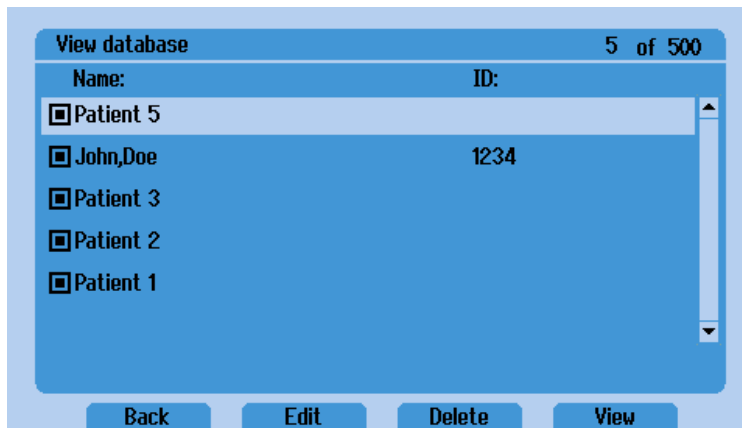 View database 5 of 500
Name: ID:
Patient 5
John,Doe 1234
Patient 3
Patient 2
Patient 1
Back Edit Delete View